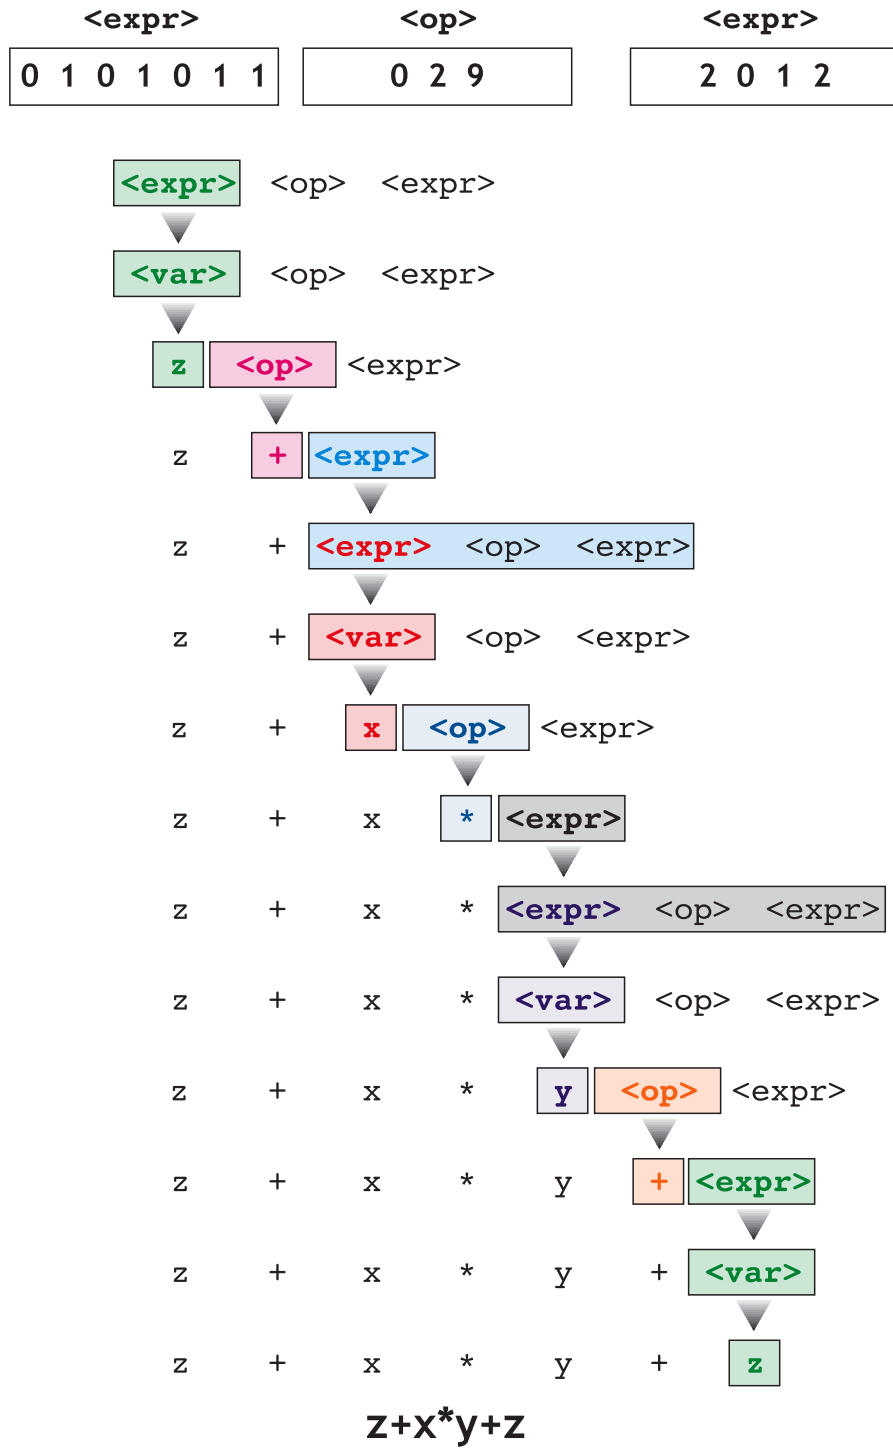 <expr> <op> <expr>
0 1 0 1 0 1 1 0 2 9 2 0 1 2
<expr> <op> <expr>
<var> <op> <expr>
z <op> <expr>
z + <expr>
z + <expr> <op> <expr>
z + <var> <op> <expr>
z + x <op> <expr>
z + x * <expr>
z + x * <expr> <op> <expr>
z + x * <var> <op> <expr>
z + x * y <op> <expr>
z + x * y + <expr>
z + x * y + <var>
z + x * y + z
z+x*y+z